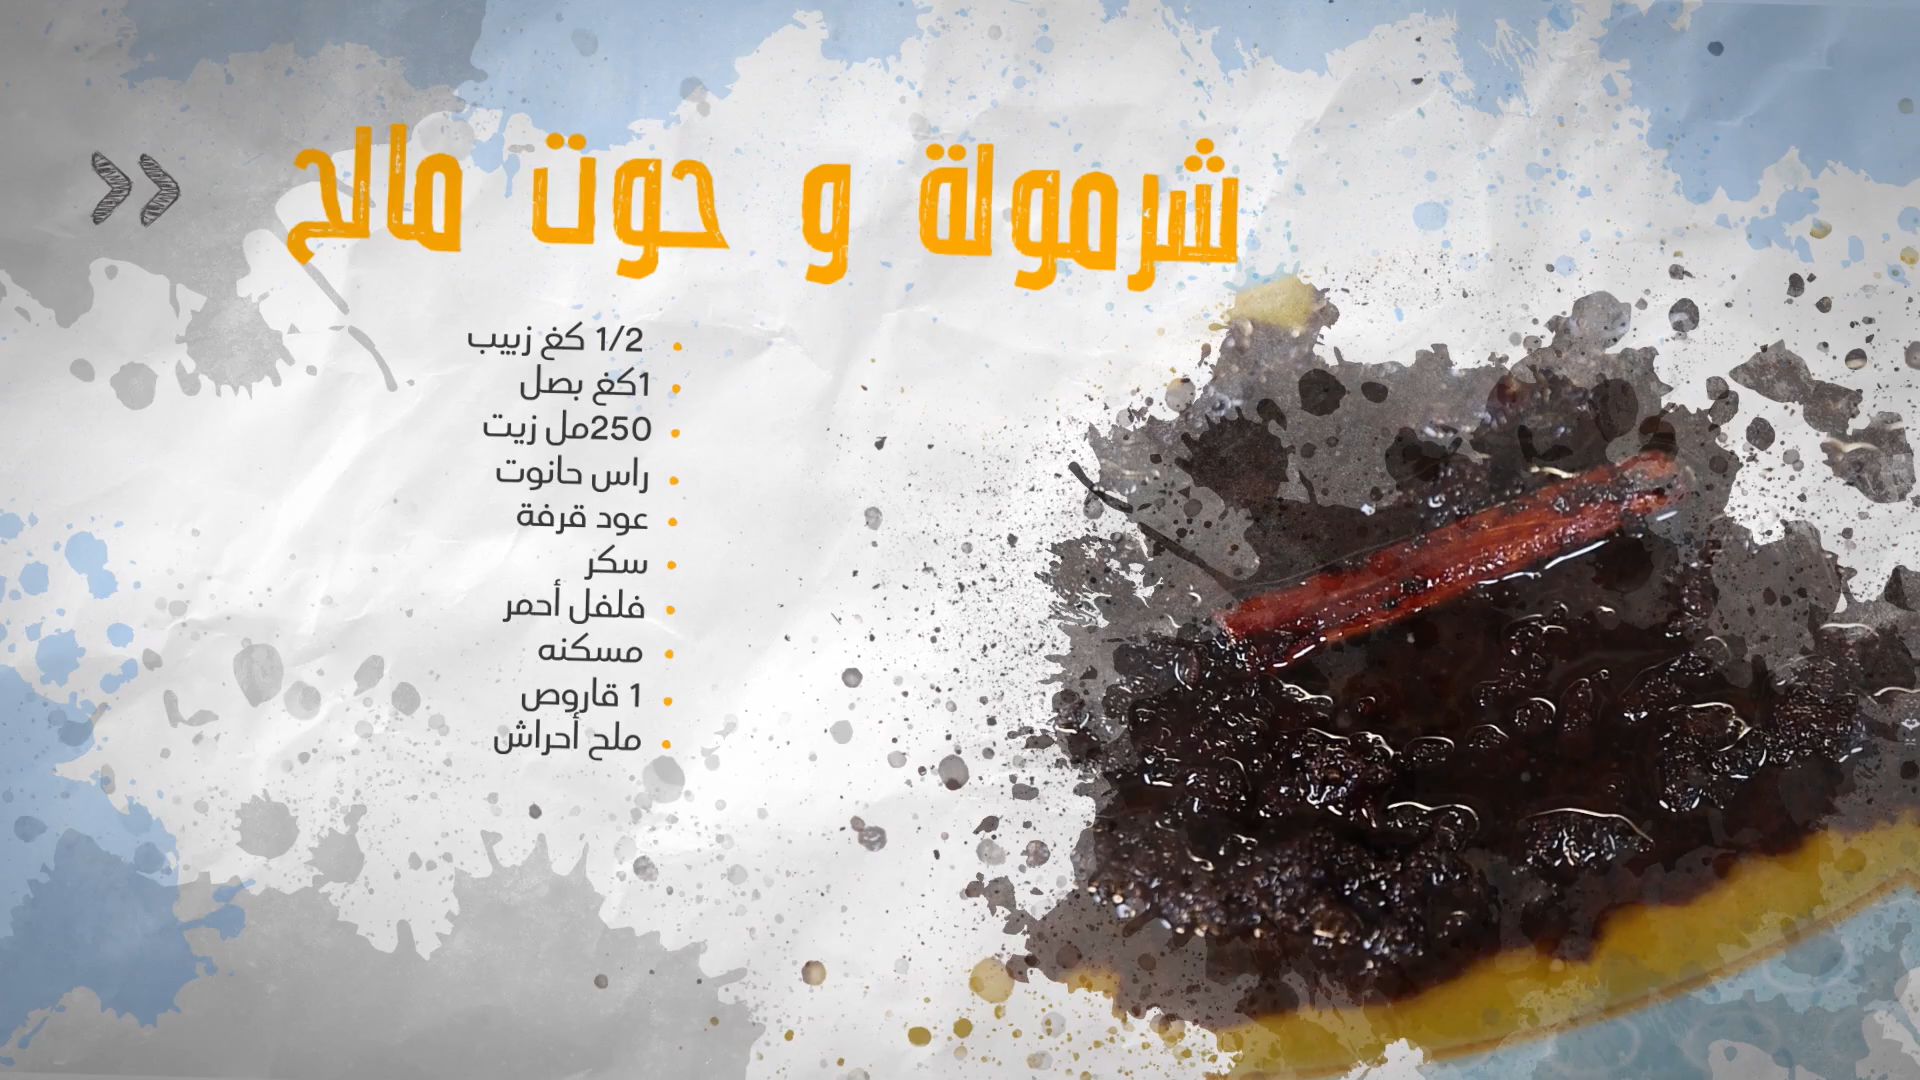 شرمولة و حوت مالح
1/2 كغ زبيب
1كغ بصل
250مل زيت
راس حانوت
عود قرفة
سكر
فلفل أحمر
مسكنه
1 قاروص
ملح أحراش